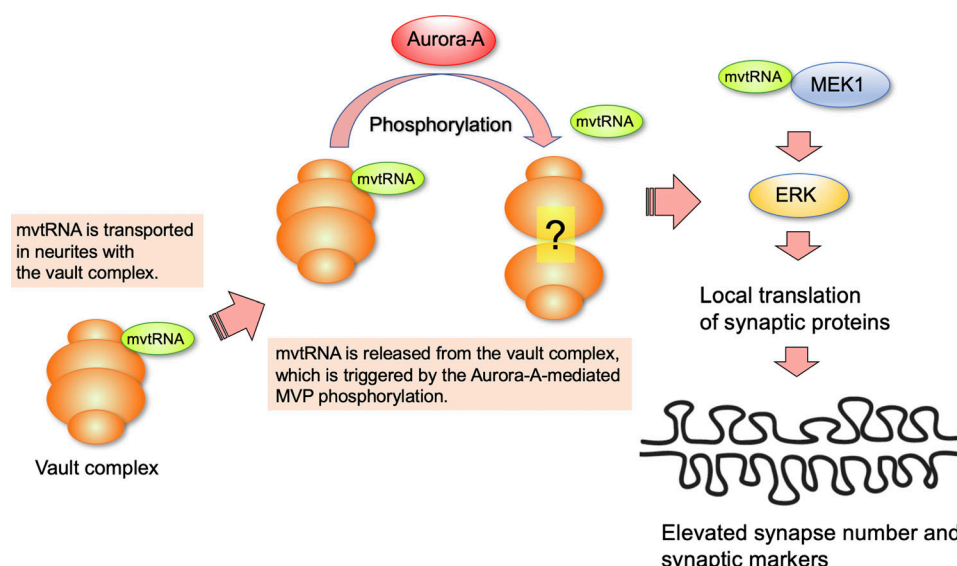 Aurora-A
Phosphorylation
mvtRNA
mvtRNA
mvtRNA
MEK1
ERK
mvtRNA is transported
in neurites with
the vault complex.
?
mvtRNA
Vault complex
mvtRNA is released from the vault complex,
which is triggered by the Aurora-A-mediated
MVP phosphorylation.
Local translation
of synaptic proteins
Elevated synapse number and
synaptic markers